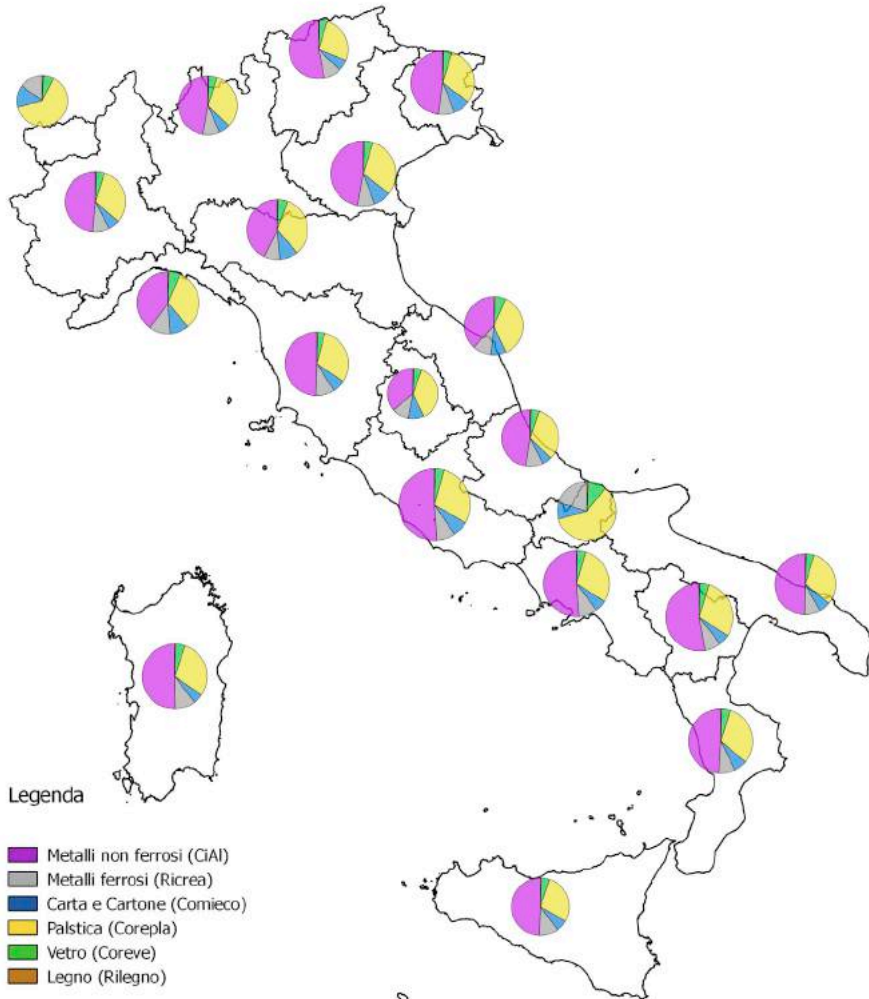 Legenda
Metalli non ferrosi (CiAl)
Metalli ferrosi (Ricrea)
Carta e Cartone (Comieco)
Palstica (Corepla)
Vetro (Coreve)
Legno (Rilegno)